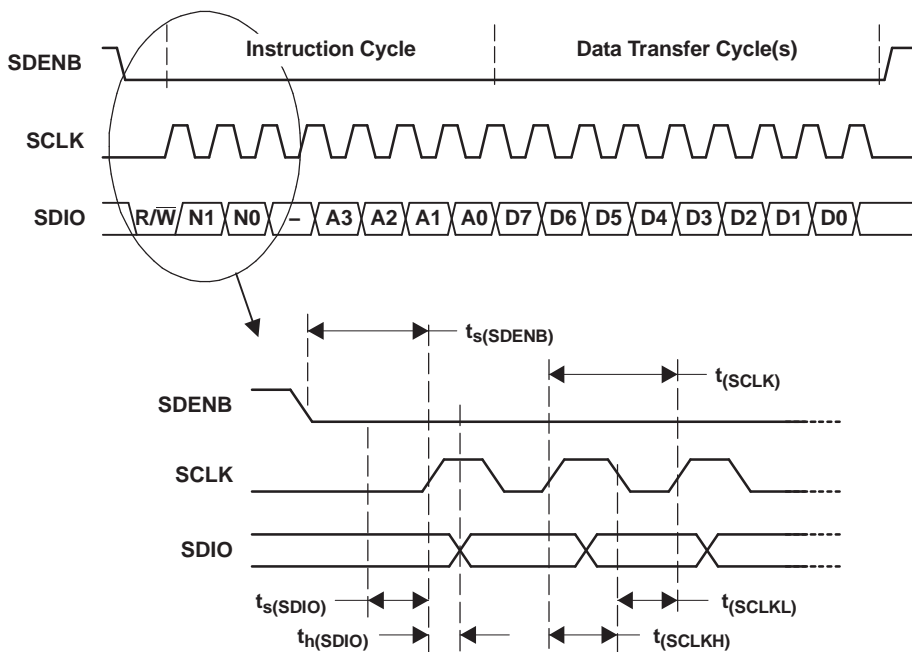 Instruction Cycle Data Transfer Cycle(s)
SDENB
SCLK
SDIO R/W̅ N1 N0 – A3 A2 A1 A0 D7 D6 D5 D4 D3 D2 D1 D0
ts(SDENB)
t(SCLK)
SDENB
SCLK
SDIO
ts(SDIO) t(SCLKL)
th(SDIO) t(SCLKH)